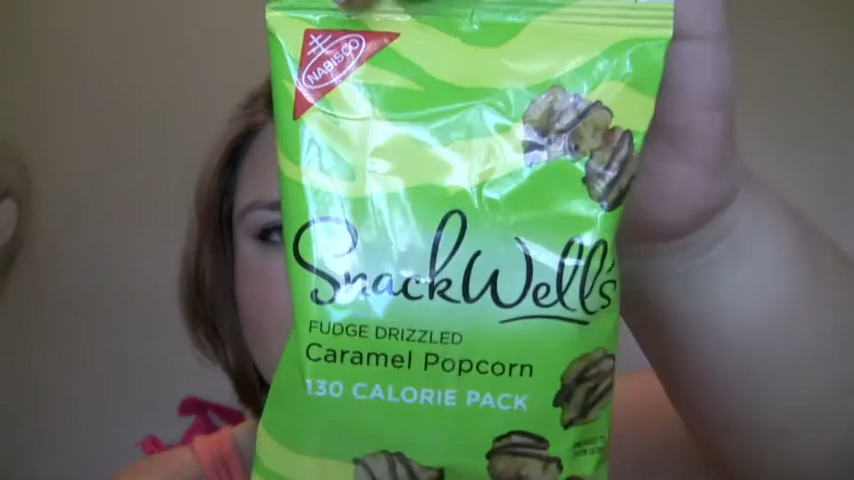 NABISCO
SnackWell's
FUDGE DRIZZLED
Caramel Popcorn
130 CALORIE PACK